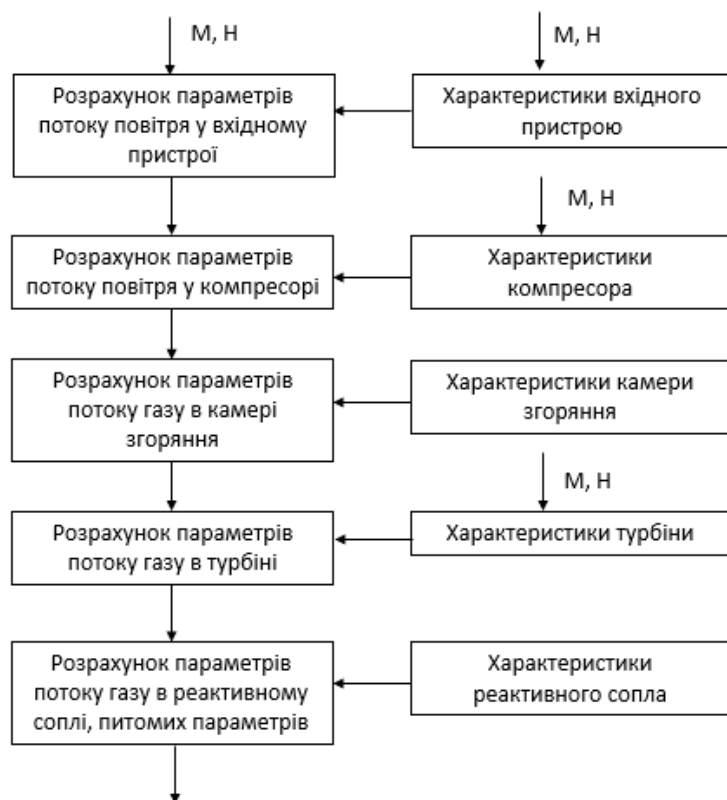 М, Н
М, Н
Розрахунок параметрів
потоку повітря у вхідному
пристрої
Характеристики вхідного
пристрою
М, Н
Розрахунок параметрів
потоку повітря у компресорі
Характеристики
компресора
Розрахунок параметрів
потоку газу в камері
згоряння
Характеристики камери
згоряння
М, Н
Розрахунок параметрів
потоку газу в турбіні
Характеристики турбіни
Розрахунок параметрів
потоку газу в реактивному
соплі, питомих параметрів
Характеристики
реактивного сопла